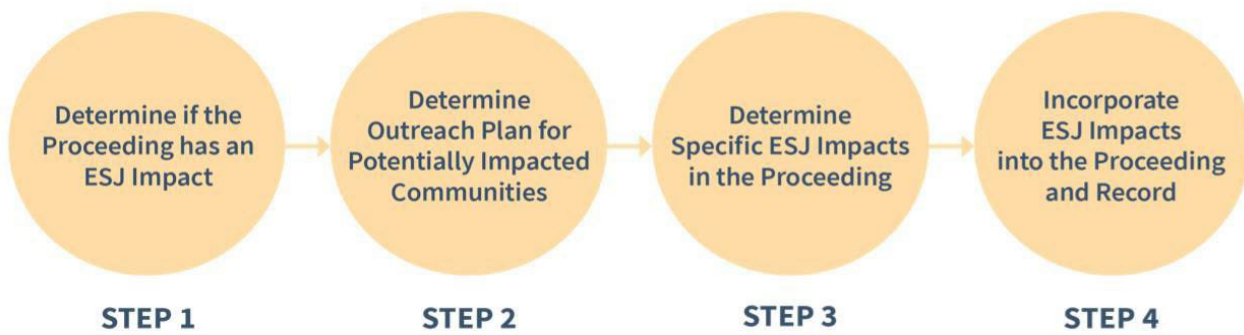 Determine if the
Proceeding has an
ESJ Impact
Determine
Outreach Plan for
Potentially Impacted
Communities
Determine
Specific ESJ Impacts
in the Proceeding
Incorporate
ESJ Impacts
into the Proceeding
and Record
STEP 1
STEP 2
STEP 3
STEP 4